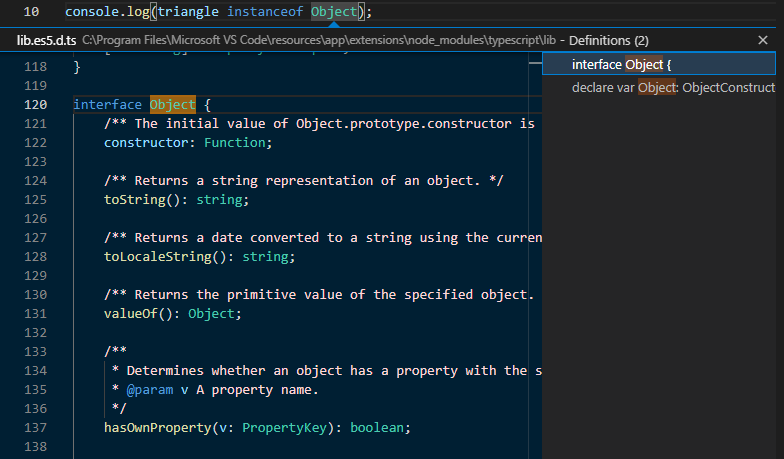 10 console.log(triangle instanceof Object);
lib.es5.d.ts C:\Program Files\Microsoft VS Code\resources\app\extensions\node_modules\typescript\lib - Definitions (2)
118 }
119
120 interface Object {
121 /** The initial value of Object.prototype.constructor is
122 constructor: Function;
123
124 /** Returns a string representation of an object. */
125 toString(): string;
126
127 /** Returns a date converted to a string using the curren
128 toLocaleString(): string;
129
130 /** Returns the primitive value of the specified object.
131 valueOf(): Object;
132
133 /**
134 * Determines whether an object has a property with the s
135 * @param v A property name.
136 */
137 hasOwnProperty(v: PropertyKey): boolean;
138
interface Object {
declare var Object: ObjectConstruct